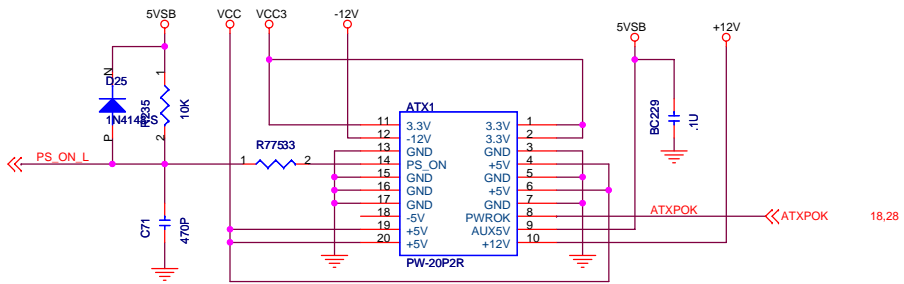 5VSB VCC VCC3 -12V 5VSB +12V
D25
N
1N4148-S
P
R235
10K
1
2
PS_ON_L
1 R77 33 2
C71
470P
ATX1
11 3.3V 3.3V 1
12 -12V 3.3V 2
13 GND GND 3
14 PS_ON +5V 4
15 GND GND 5
16 GND +5V 6
17 GND GND 7
18 -5V PWROK 8
19 +5V AUX5V 9
20 +5V +12V 10
PW-20P2R
BC229
.1U
ATXPOK
ATXPOK 18,28